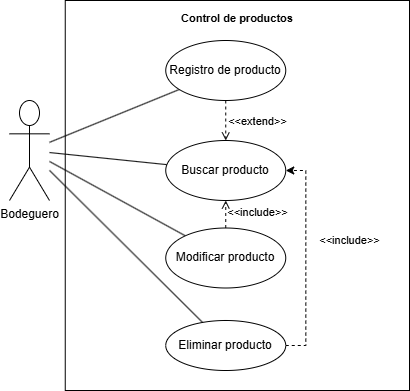 Control de productos
Registro de producto
<<extend>>
Buscar producto
<<include>>
Bodeguero
Modificar producto
<<include>>
Eliminar producto